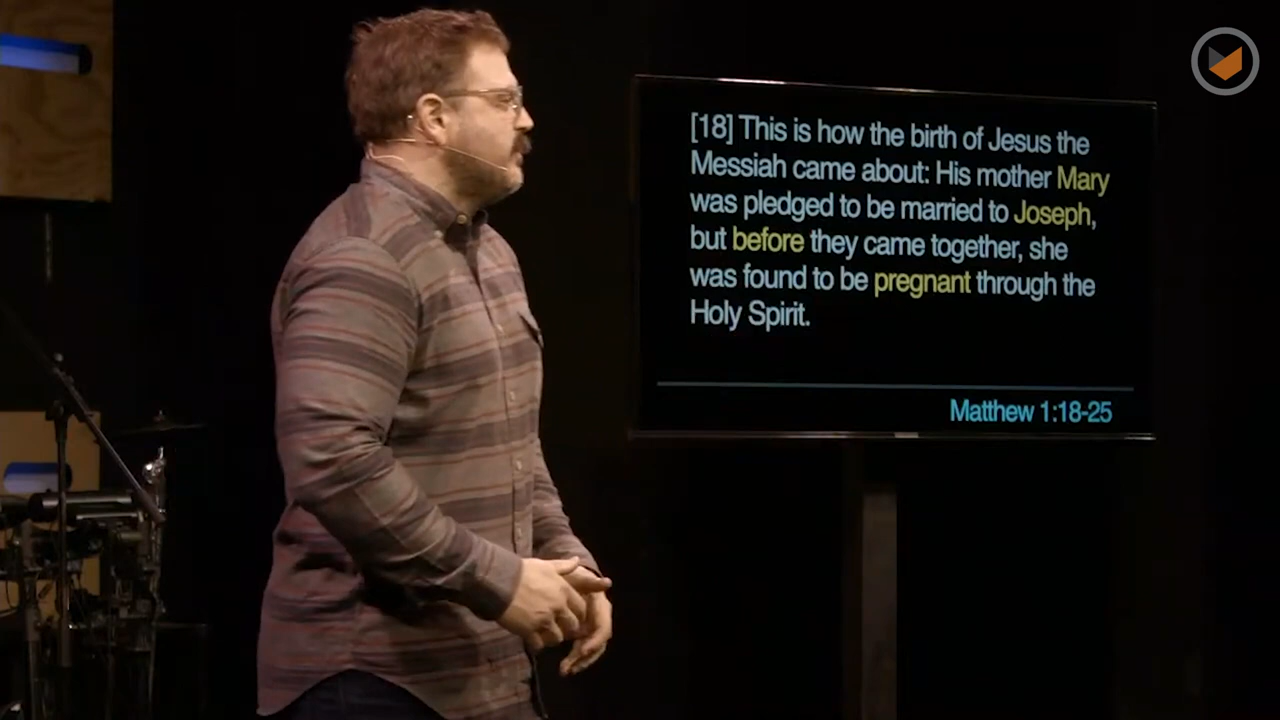 [18] This is how the birth of Jesus the
Messiah came about: His mother Mary
was pledged to be married to Joseph,
but before they came together, she
was found to be pregnant through the
Holy Spirit.
Matthew 1:18-25